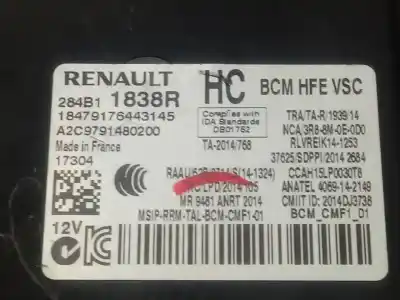 RENAULT HC BCM HFE VSC
284B1 1838R
18479176443145
A2C9791480200
Made in France
17304
Complies with
IDA Standards
DB01752
TA-2014/768
TRA/TA-R/1939/14
NCA 3R8-8M-0E-0D0
RLVREIK14-1253
37625/SDPPI/2014 2684
CCAH15LP0030T8
ANATEL 4069-14-2149
CMIIT ID: 2014DJ3738
BCM_CMF1_01
MR 9481 ANRT 2014
MSIP-RRM-TAL-BCM-CMF1-01
12V